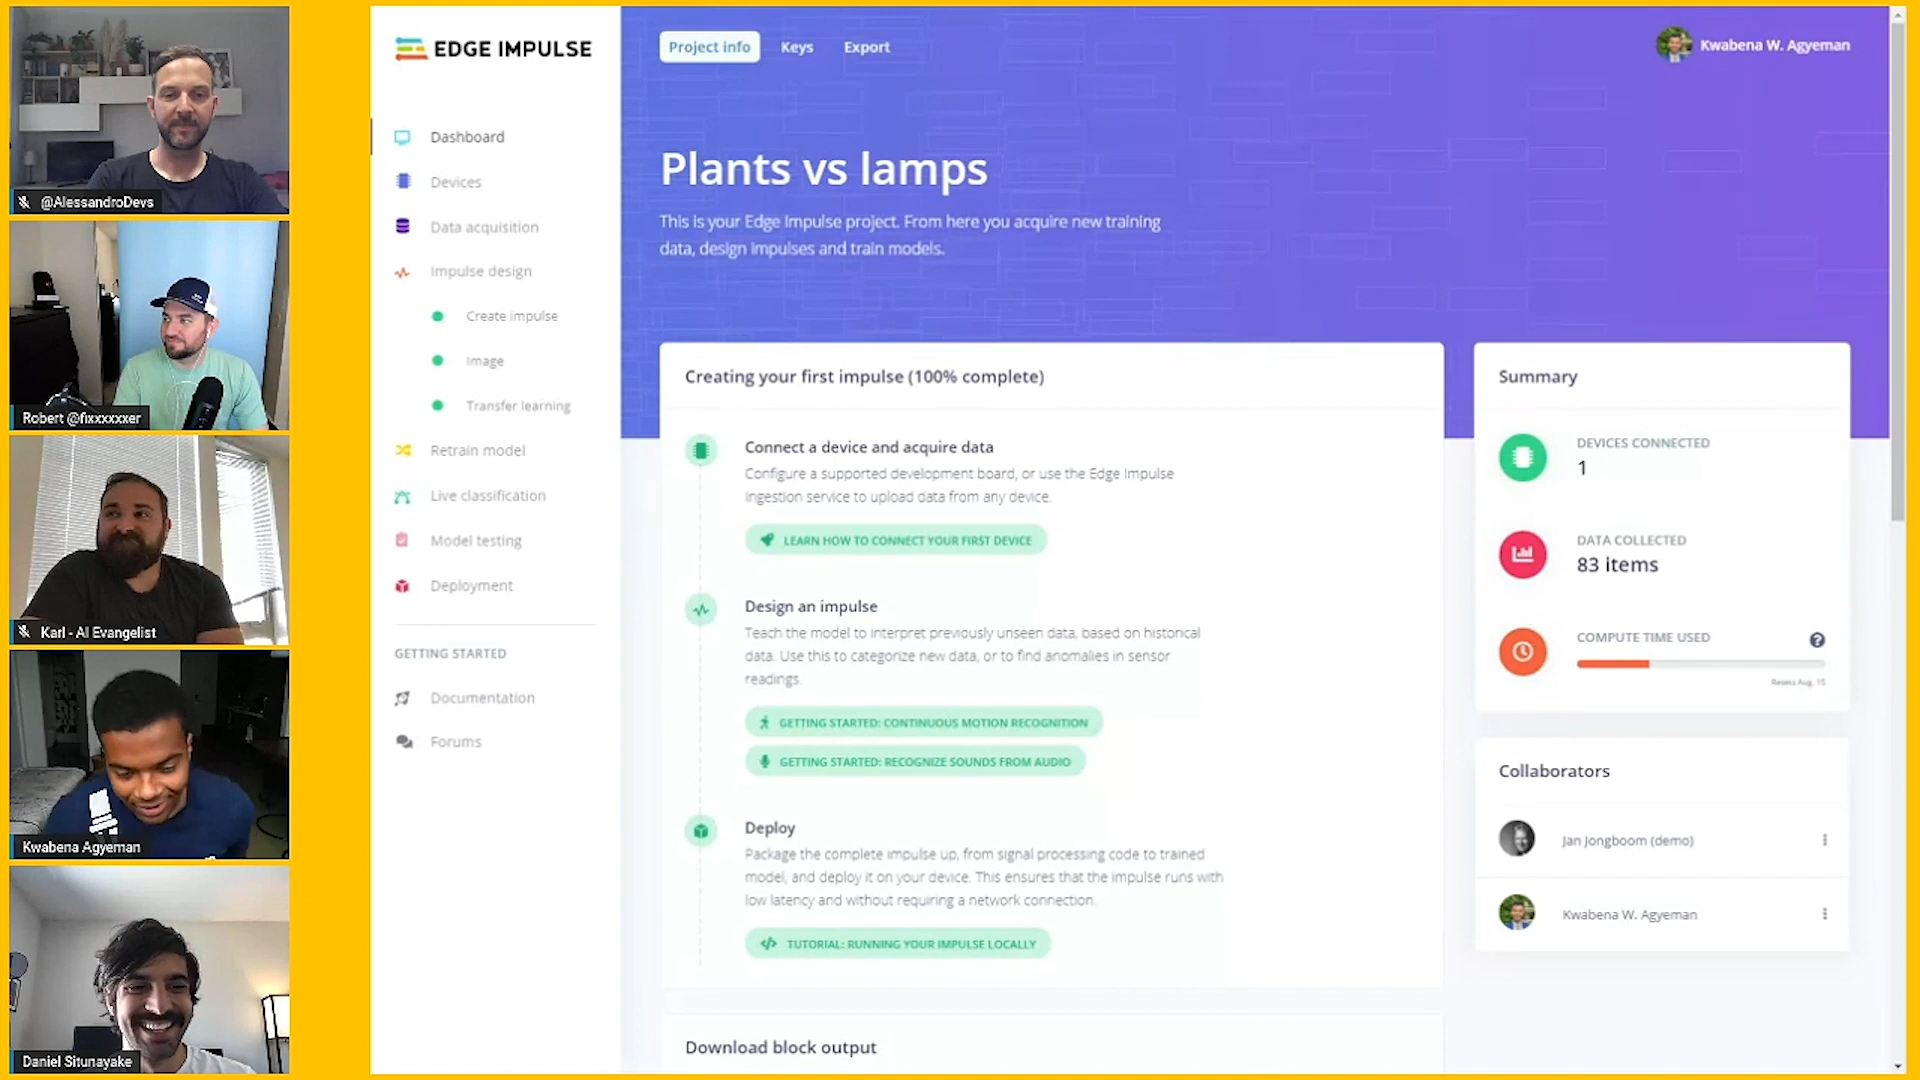 @AlessandroDevs
Robert @fixxxxxxer
Karl - AI Evangelist
Kwabena Agyeman
Daniel Situnayake
EDGE IMPULSE
Dashboard
Devices
Data acquisition
Impulse design
Create impulse
Image
Transfer learning
Retrain model
Live classification
Model testing
Deployment
GETTING STARTED
Documentation
Forums
Project info
Keys
Export
Kwabena W. Agyeman
Plants vs lamps
This is your Edge Impulse project. From here you acquire new training
data, design impulses and train models.
Creating your first impulse (100% complete)
Connect a device and acquire data
Configure a supported development board, or use the Edge Impulse
ingestion service to upload data from any device.
LEARN HOW TO CONNECT YOUR FIRST DEVICE
Design an impulse
Teach the model to interpret previously unseen data, based on historical
data. Use this to categorize new data, or to find anomalies in sensor
readings.
GETTING STARTED: CONTINUOUS MOTION RECOGNITION
GETTING STARTED: RECOGNIZE SOUNDS FROM AUDIO
Deploy
Package the complete impulse up, from signal processing code to trained
model, and deploy it on your device. This ensures that the impulse runs with
low latency and without requiring a network connection.
TUTORIAL: RUNNING YOUR IMPULSE LOCALLY
Download block output
Summary
DEVICES CONNECTED
1
DATA COLLECTED
83 items
COMPUTE TIME USED
?
Resets Aug. 15
Collaborators
Jan Jongboom (demo)
Kwabena W. Agyeman